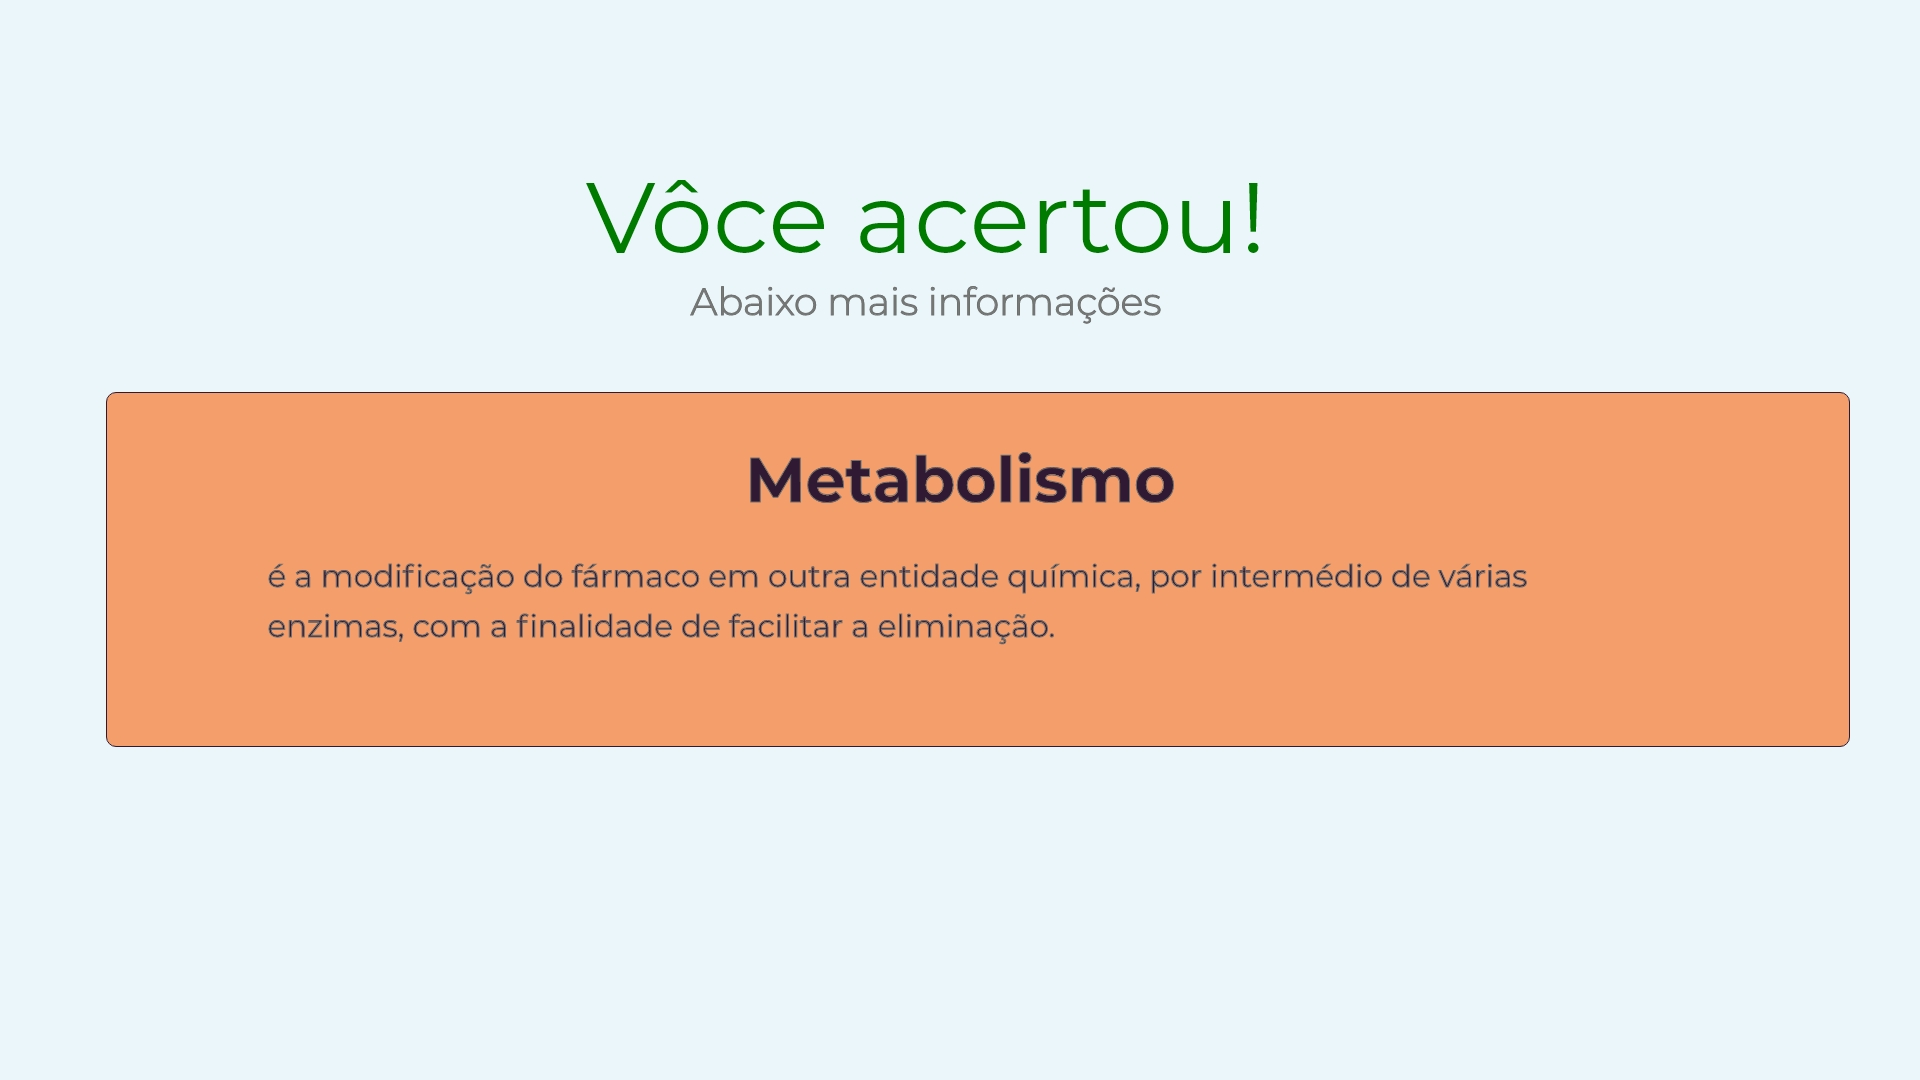 Vôce acertou!
Abaixo mais informações
Metabolismo
é a modificação do fármaco em outra entidade química, por intermédio de várias
enzimas, com a finalidade de facilitar a eliminação.